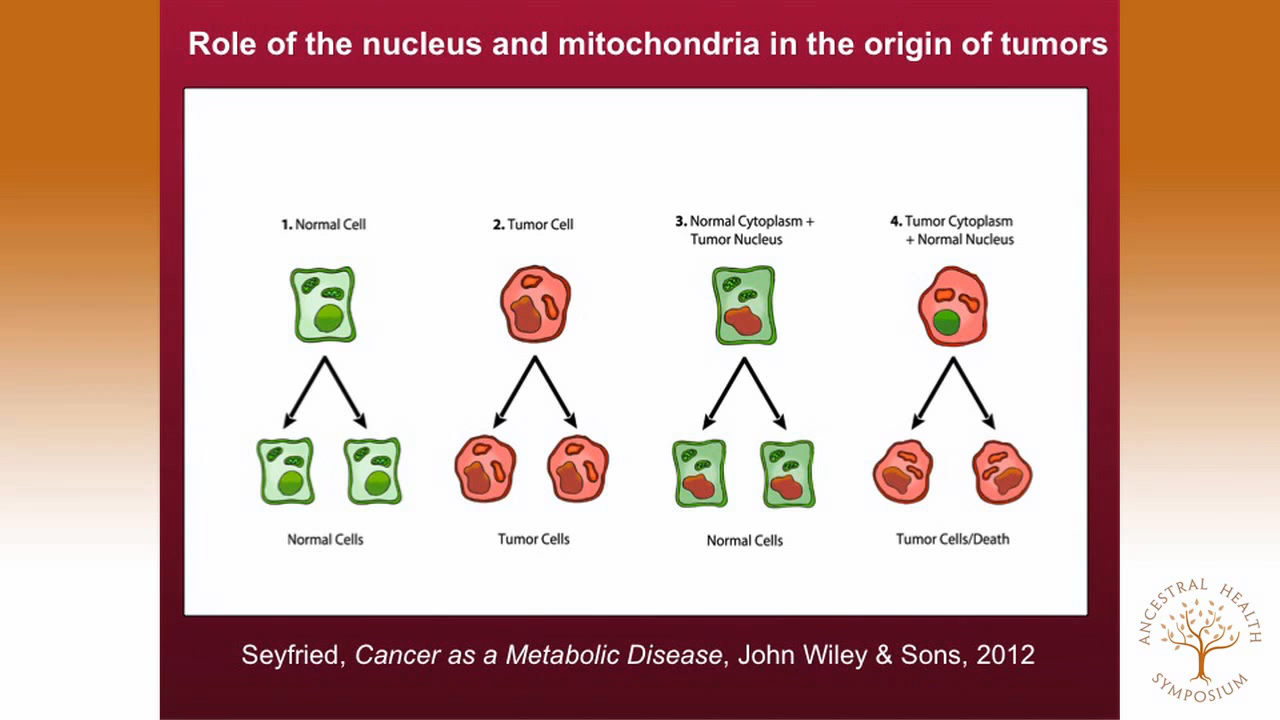 Role of the nucleus and mitochondria in the origin of tumors
1. Normal Cell
2. Tumor Cell
3. Normal Cytoplasm +
Tumor Nucleus
4. Tumor Cytoplasm
+ Normal Nucleus
Normal Cells
Tumor Cells
Normal Cells
Tumor Cells/Death
Seyfried, Cancer as a Metabolic Disease, John Wiley & Sons, 2012
ANCESTRAL HEALTH
SYMPOSIUM